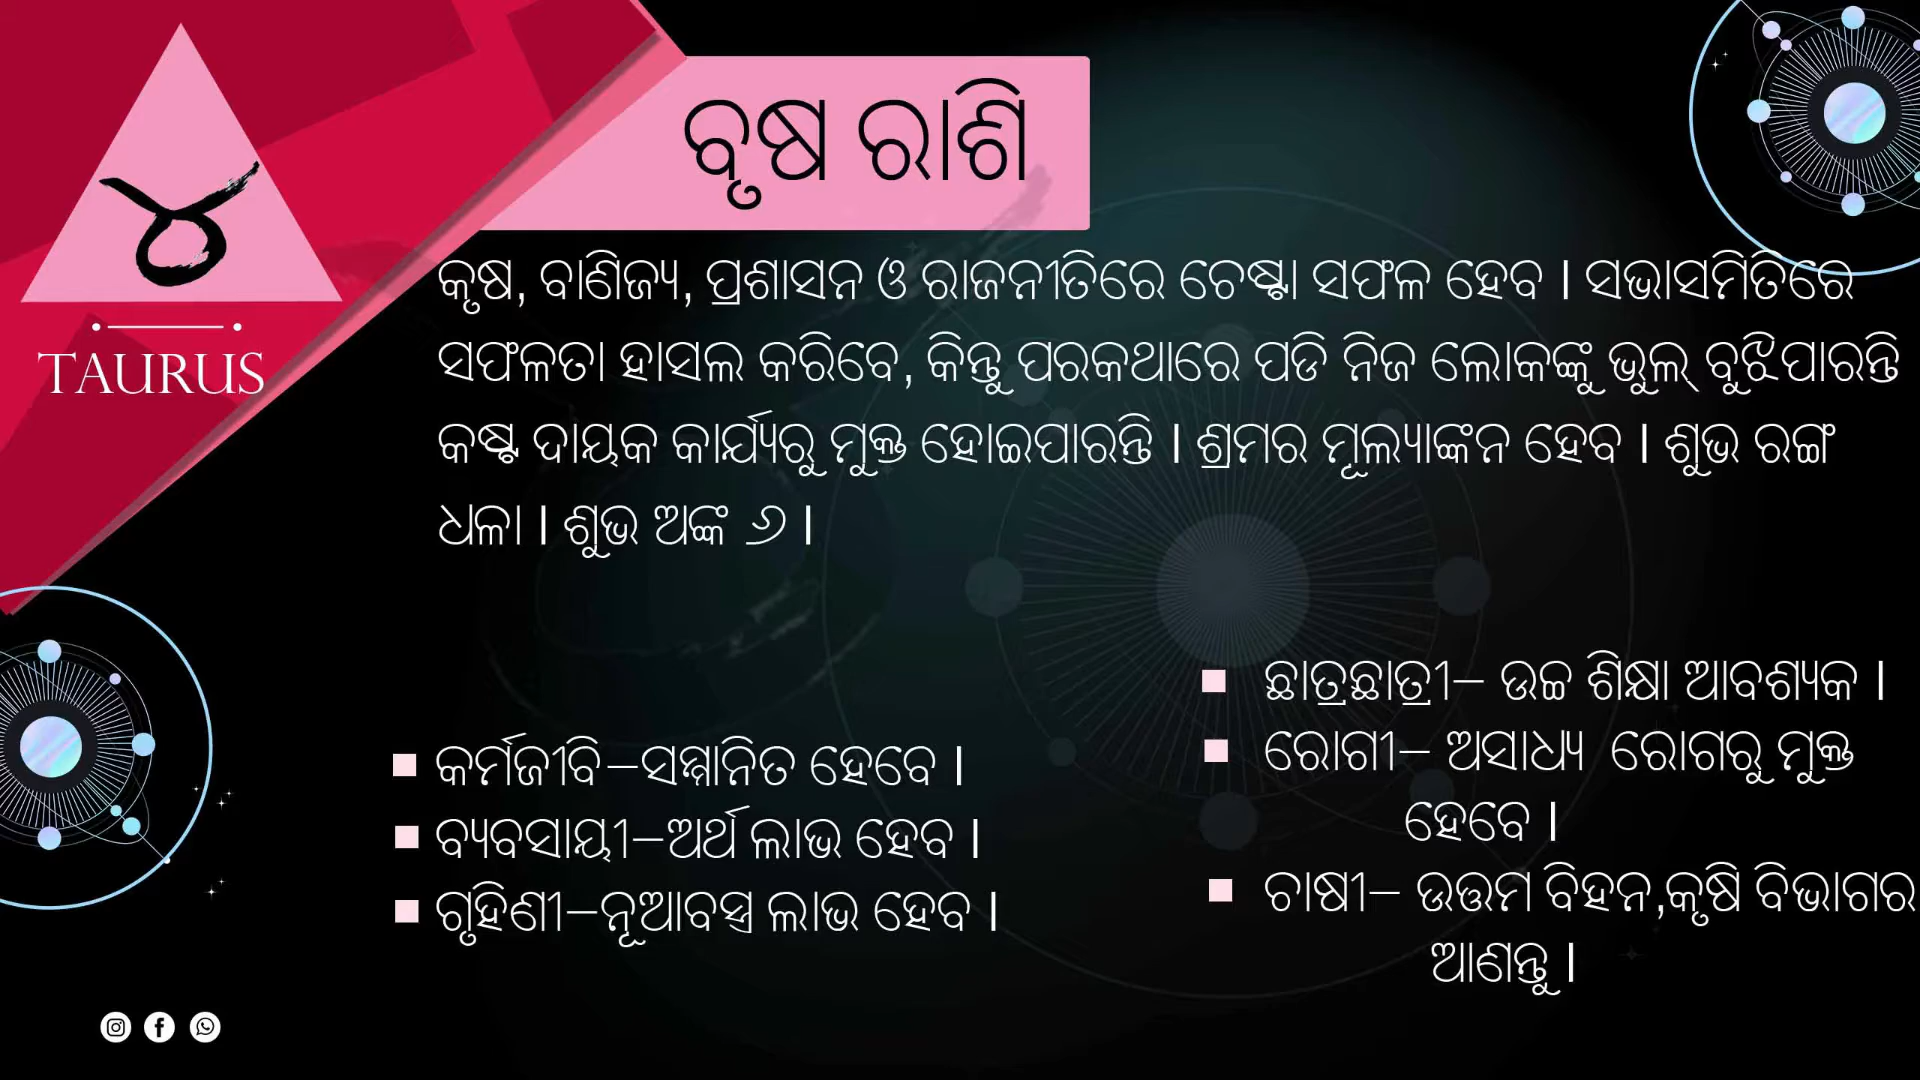 ବୃଷ ରାଶି
TAURUS
କୃଷ, ବାଣିଜ୍ୟ, ପ୍ରଶାସନ ଓ ରାଜନୀତିରେ ଚେଷ୍ଟା ସଫଳ ହେବ । ସଭାସମିତିରେ
ସଫଳତା ହାସଲ କରିବେ, କିନ୍ତୁ ପରକଥାରେ ପଡି ନିଜ ଲୋକଙ୍କୁ ଭୁଲ୍ ବୁଝିପାରନ୍ତି
କଷ୍ଟ ଦାୟକ କାର୍ଯ୍ୟରୁ ମୁକ୍ତ ହୋଇପାରନ୍ତି । ଶ୍ରମର ମୂଲ୍ୟାଙ୍କନ ହେବ । ଶୁଭ ରଙ୍ଗ
ଧଳା । ଶୁଭ ଅଙ୍କ ୬ ।
କର୍ମଜୀବି–ସମ୍ମାନିତ ହେବେ ।
ବ୍ୟବସାୟୀ–ଅର୍ଥ ଲାଭ ହେବ ।
ଗୃହିଣୀ–ନୂଆବସ୍ତ୍ର ଲାଭ ହେବ ।
ଛାତ୍ରଛାତ୍ରୀ– ଉଚ୍ଚ ଶିକ୍ଷା ଆବଶ୍ୟକ ।
ରୋଗୀ– ଅସାଧ୍ୟ ରୋଗରୁ ମୁକ୍ତ
ହେବେ ।
ଚାଷୀ– ଉତ୍ତମ ବିହନ,କୃଷି ବିଭାଗର
ଆଣନ୍ତୁ ।